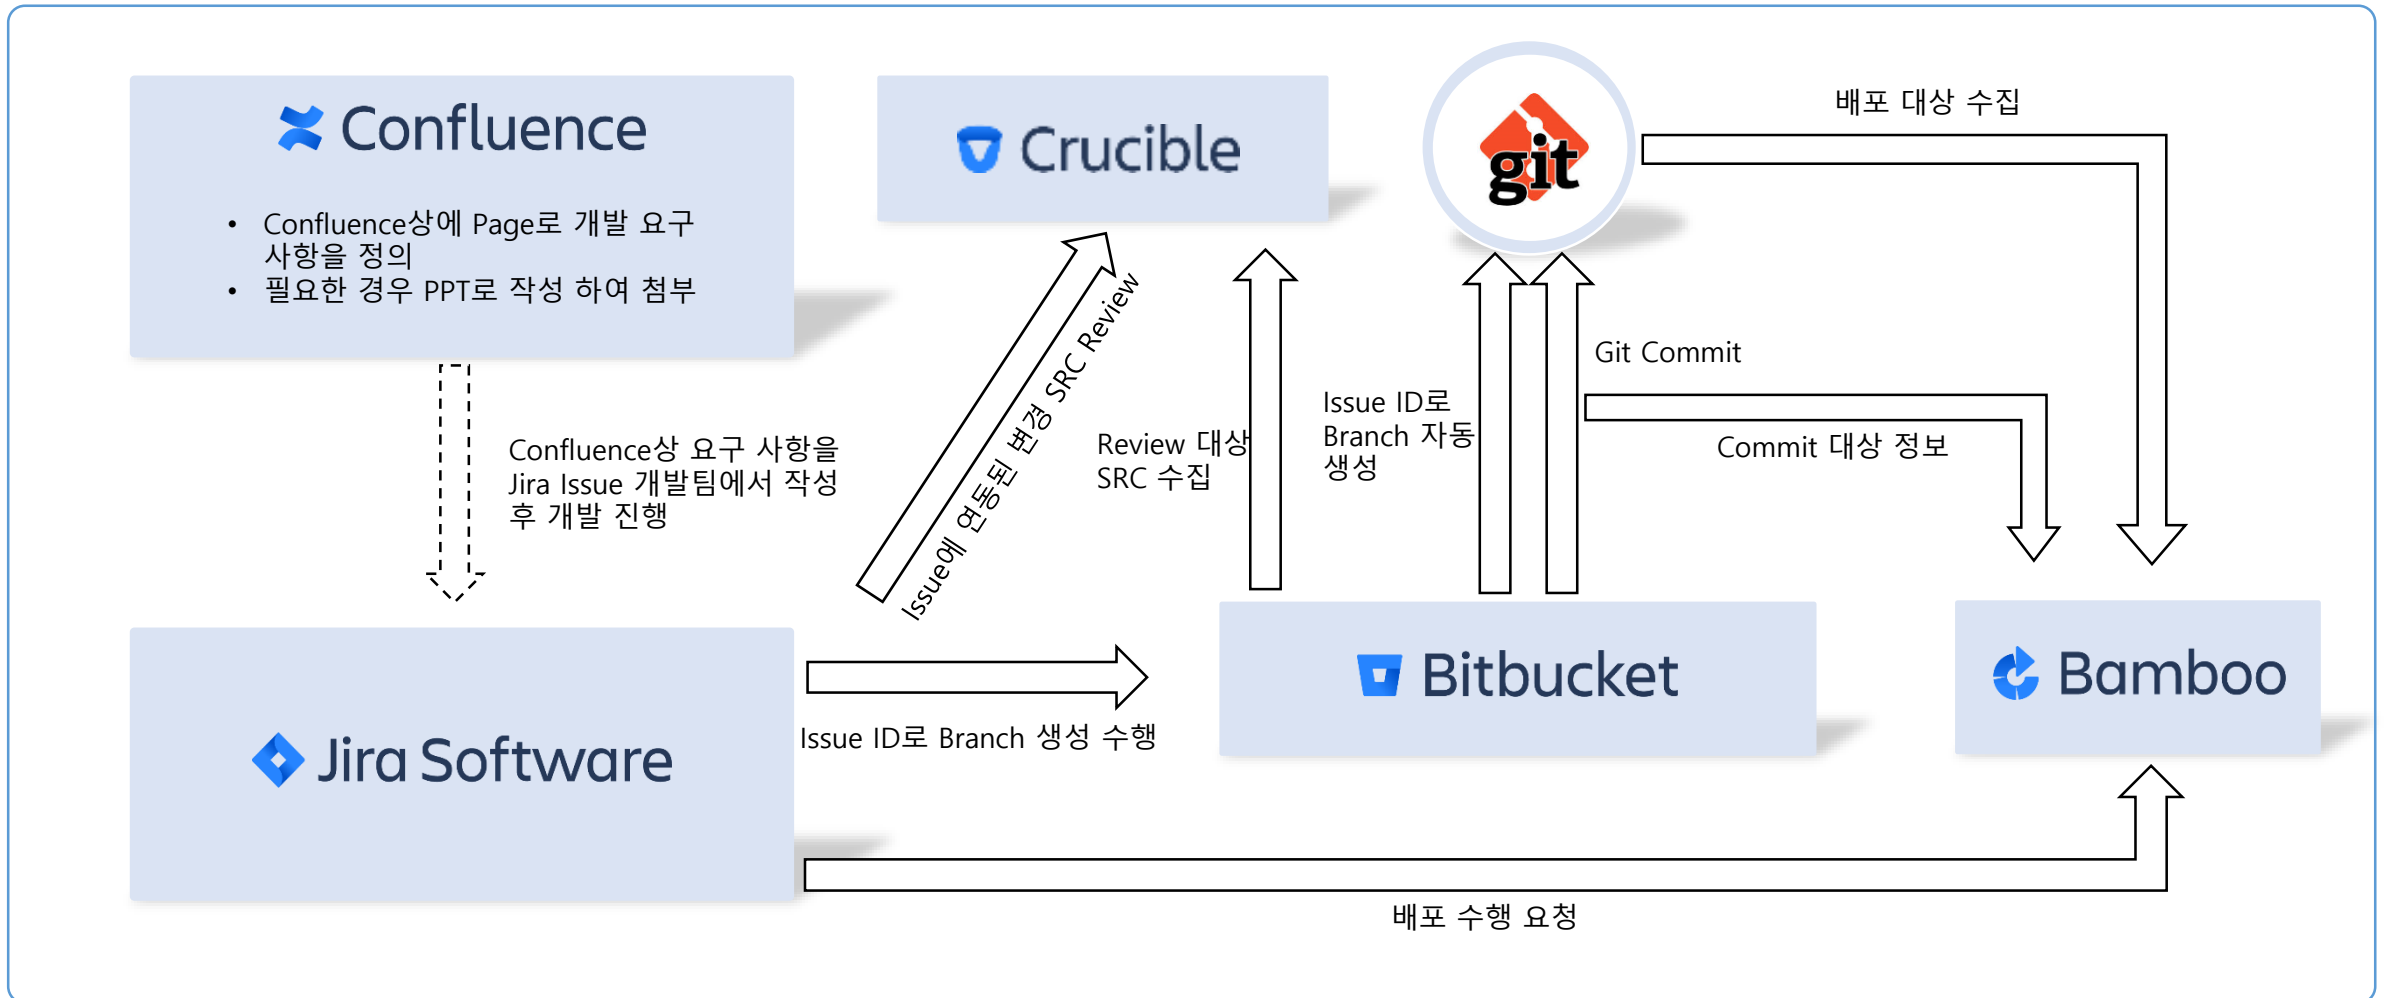 Confluence
• Confluence상에 Page로 개발 요구
사항을 정의
• 필요한 경우 PPT로 작성 하여 첨부
Crucible
git
배포 대상 수집
Confluence상 요구 사항을
Jira Issue 개발팀에서 작성
후 개발 진행
Issue에 연동된 변경 SRC Review
Review 대상
SRC 수집
Issue ID로
Branch 자동
생성
Git Commit
Commit 대상 정보
Jira Software
Issue ID로 Branch 생성 수행
Bitbucket
Bamboo
배포 수행 요청